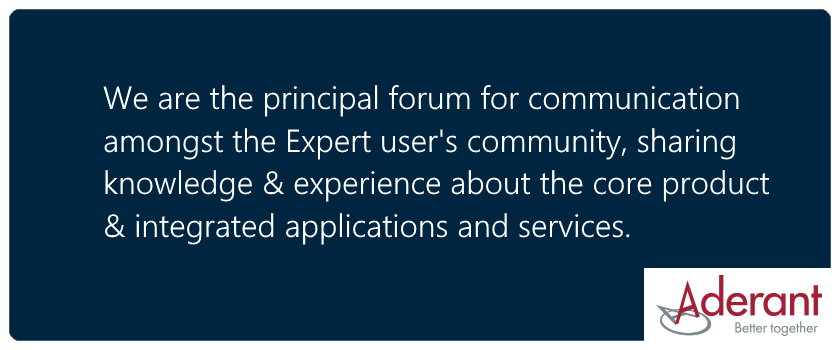 We are the principal forum for communication
amongst the Expert user's community, sharing
knowledge & experience about the core product
& integrated applications and services.
Aderant
Better together